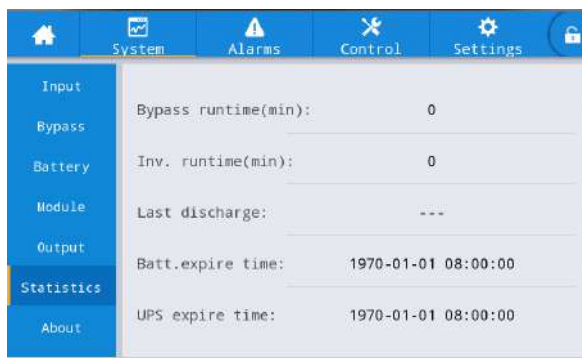 System Alarms Control Settings
Input
Bypass
Battery
Module
Output
Statistics
About
Bypass runtime(min): 0
Inv. runtime(min): 0
Last discharge: ---
Batt.expire time: 1970-01-01 08:00:00
UPS expire time: 1970-01-01 08:00:00